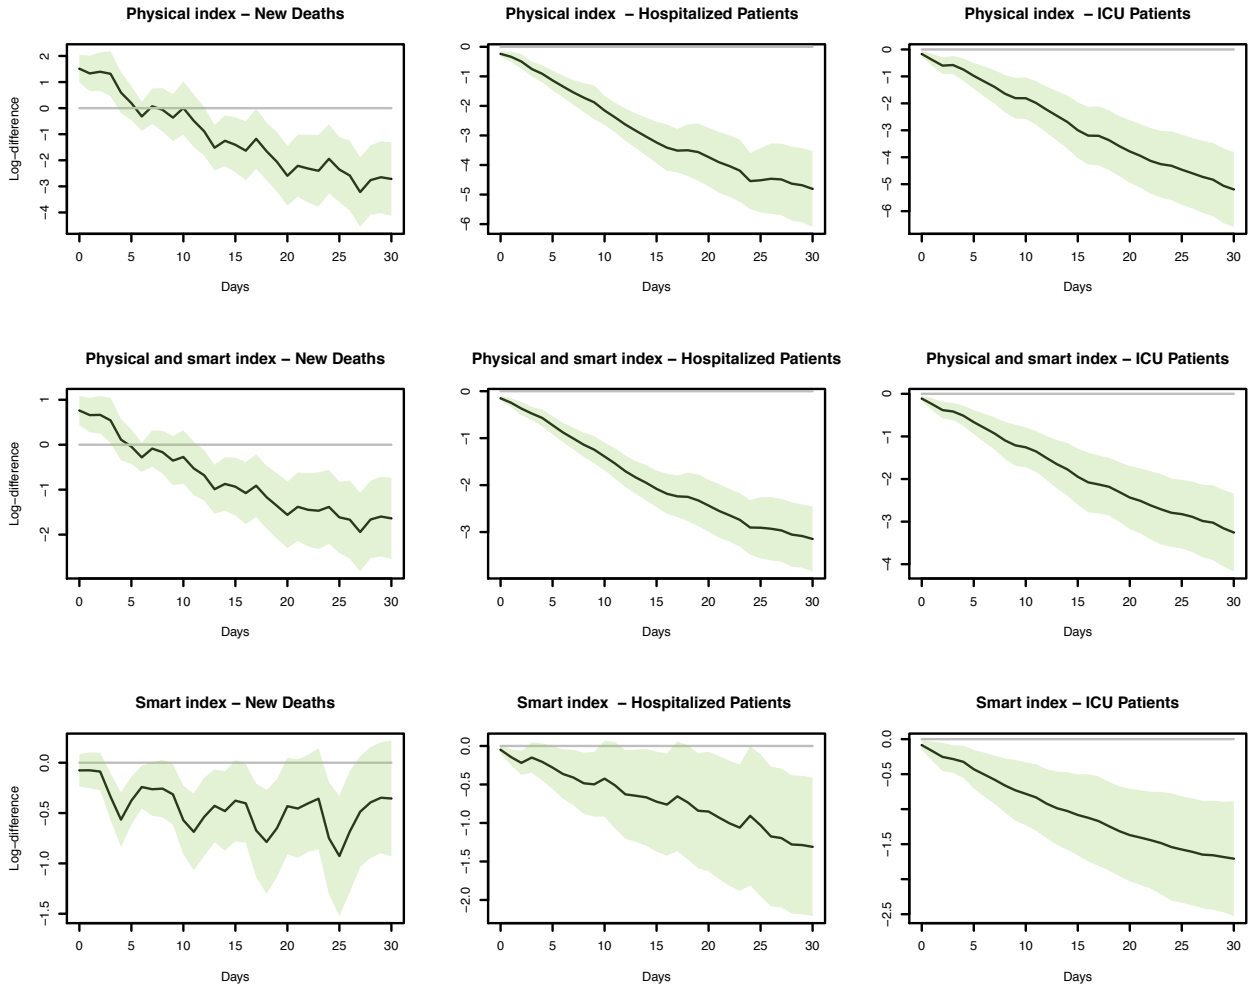 Physical index – New Deaths
Log−difference
2
1
0
−1
−2
−3
−4
0 5 10 15 20 25 30
Days
Physical index – Hospitalized Patients
0
−1
−2
−3
−4
−5
−6
0 5 10 15 20 25 30
Days
Physical index – ICU Patients
0
−1
−2
−3
−4
−5
−6
0 5 10 15 20 25 30
Days
Physical and smart index – New Deaths
Log−difference
1
0
−1
−2
0 5 10 15 20 25 30
Days
Physical and smart index – Hospitalized Patients
0
−1
−2
−3
0 5 10 15 20 25 30
Days
Physical and smart index – ICU Patients
0
−1
−2
−3
−4
0 5 10 15 20 25 30
Days
Smart index – New Deaths
Log−difference
0.0
−0.5
−1.0
−1.5
0 5 10 15 20 25 30
Days
Smart index – Hospitalized Patients
0.0
−0.5
−1.0
−1.5
−2.0
0 5 10 15 20 25 30
Days
Smart index – ICU Patients
0.0
−0.5
−1.5
−2.5
0 5 10 15 20 25 30
Days